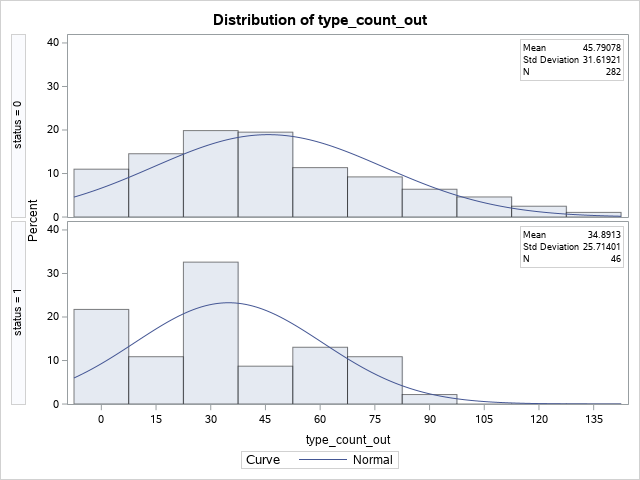 Distribution of type_count_out
Percent
status = 0
40
30
20
10
0
Mean 45.79078
Std Deviation 31.61921
N 282
status = 1
40
30
20
10
0
Mean 34.8913
Std Deviation 25.71401
N 46
0 15 30 45 60 75 90 105 120 135
type_count_out
Curve Normal